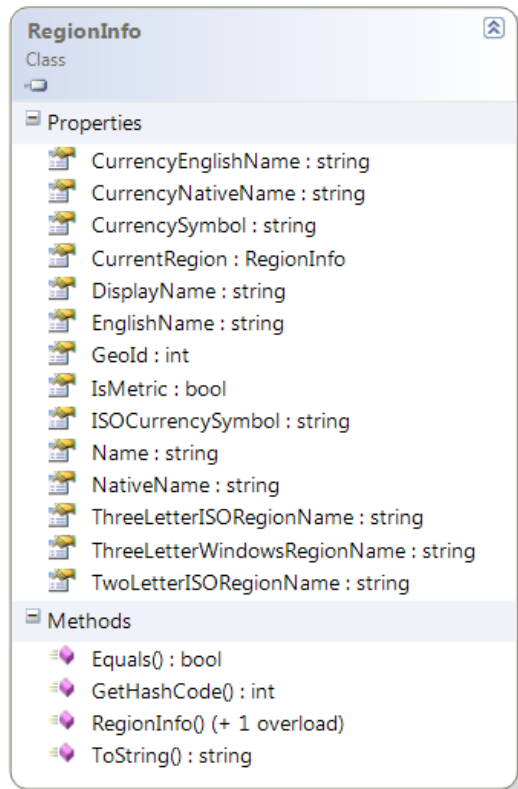 RegionInfo
Class
Properties
CurrencyEnglishName : string
CurrencyNativeName : string
CurrencySymbol : string
CurrentRegion : RegionInfo
DisplayName : string
EnglishName : string
GeoId : int
IsMetric : bool
ISOCurrencySymbol : string
Name : string
NativeName : string
ThreeLetterISORegionName : string
ThreeLetterWindowsRegionName : string
TwoLetterISORegionName : string
Methods
Equals() : bool
GetHashCode() : int
RegionInfo() (+ 1 overload)
ToString() : string